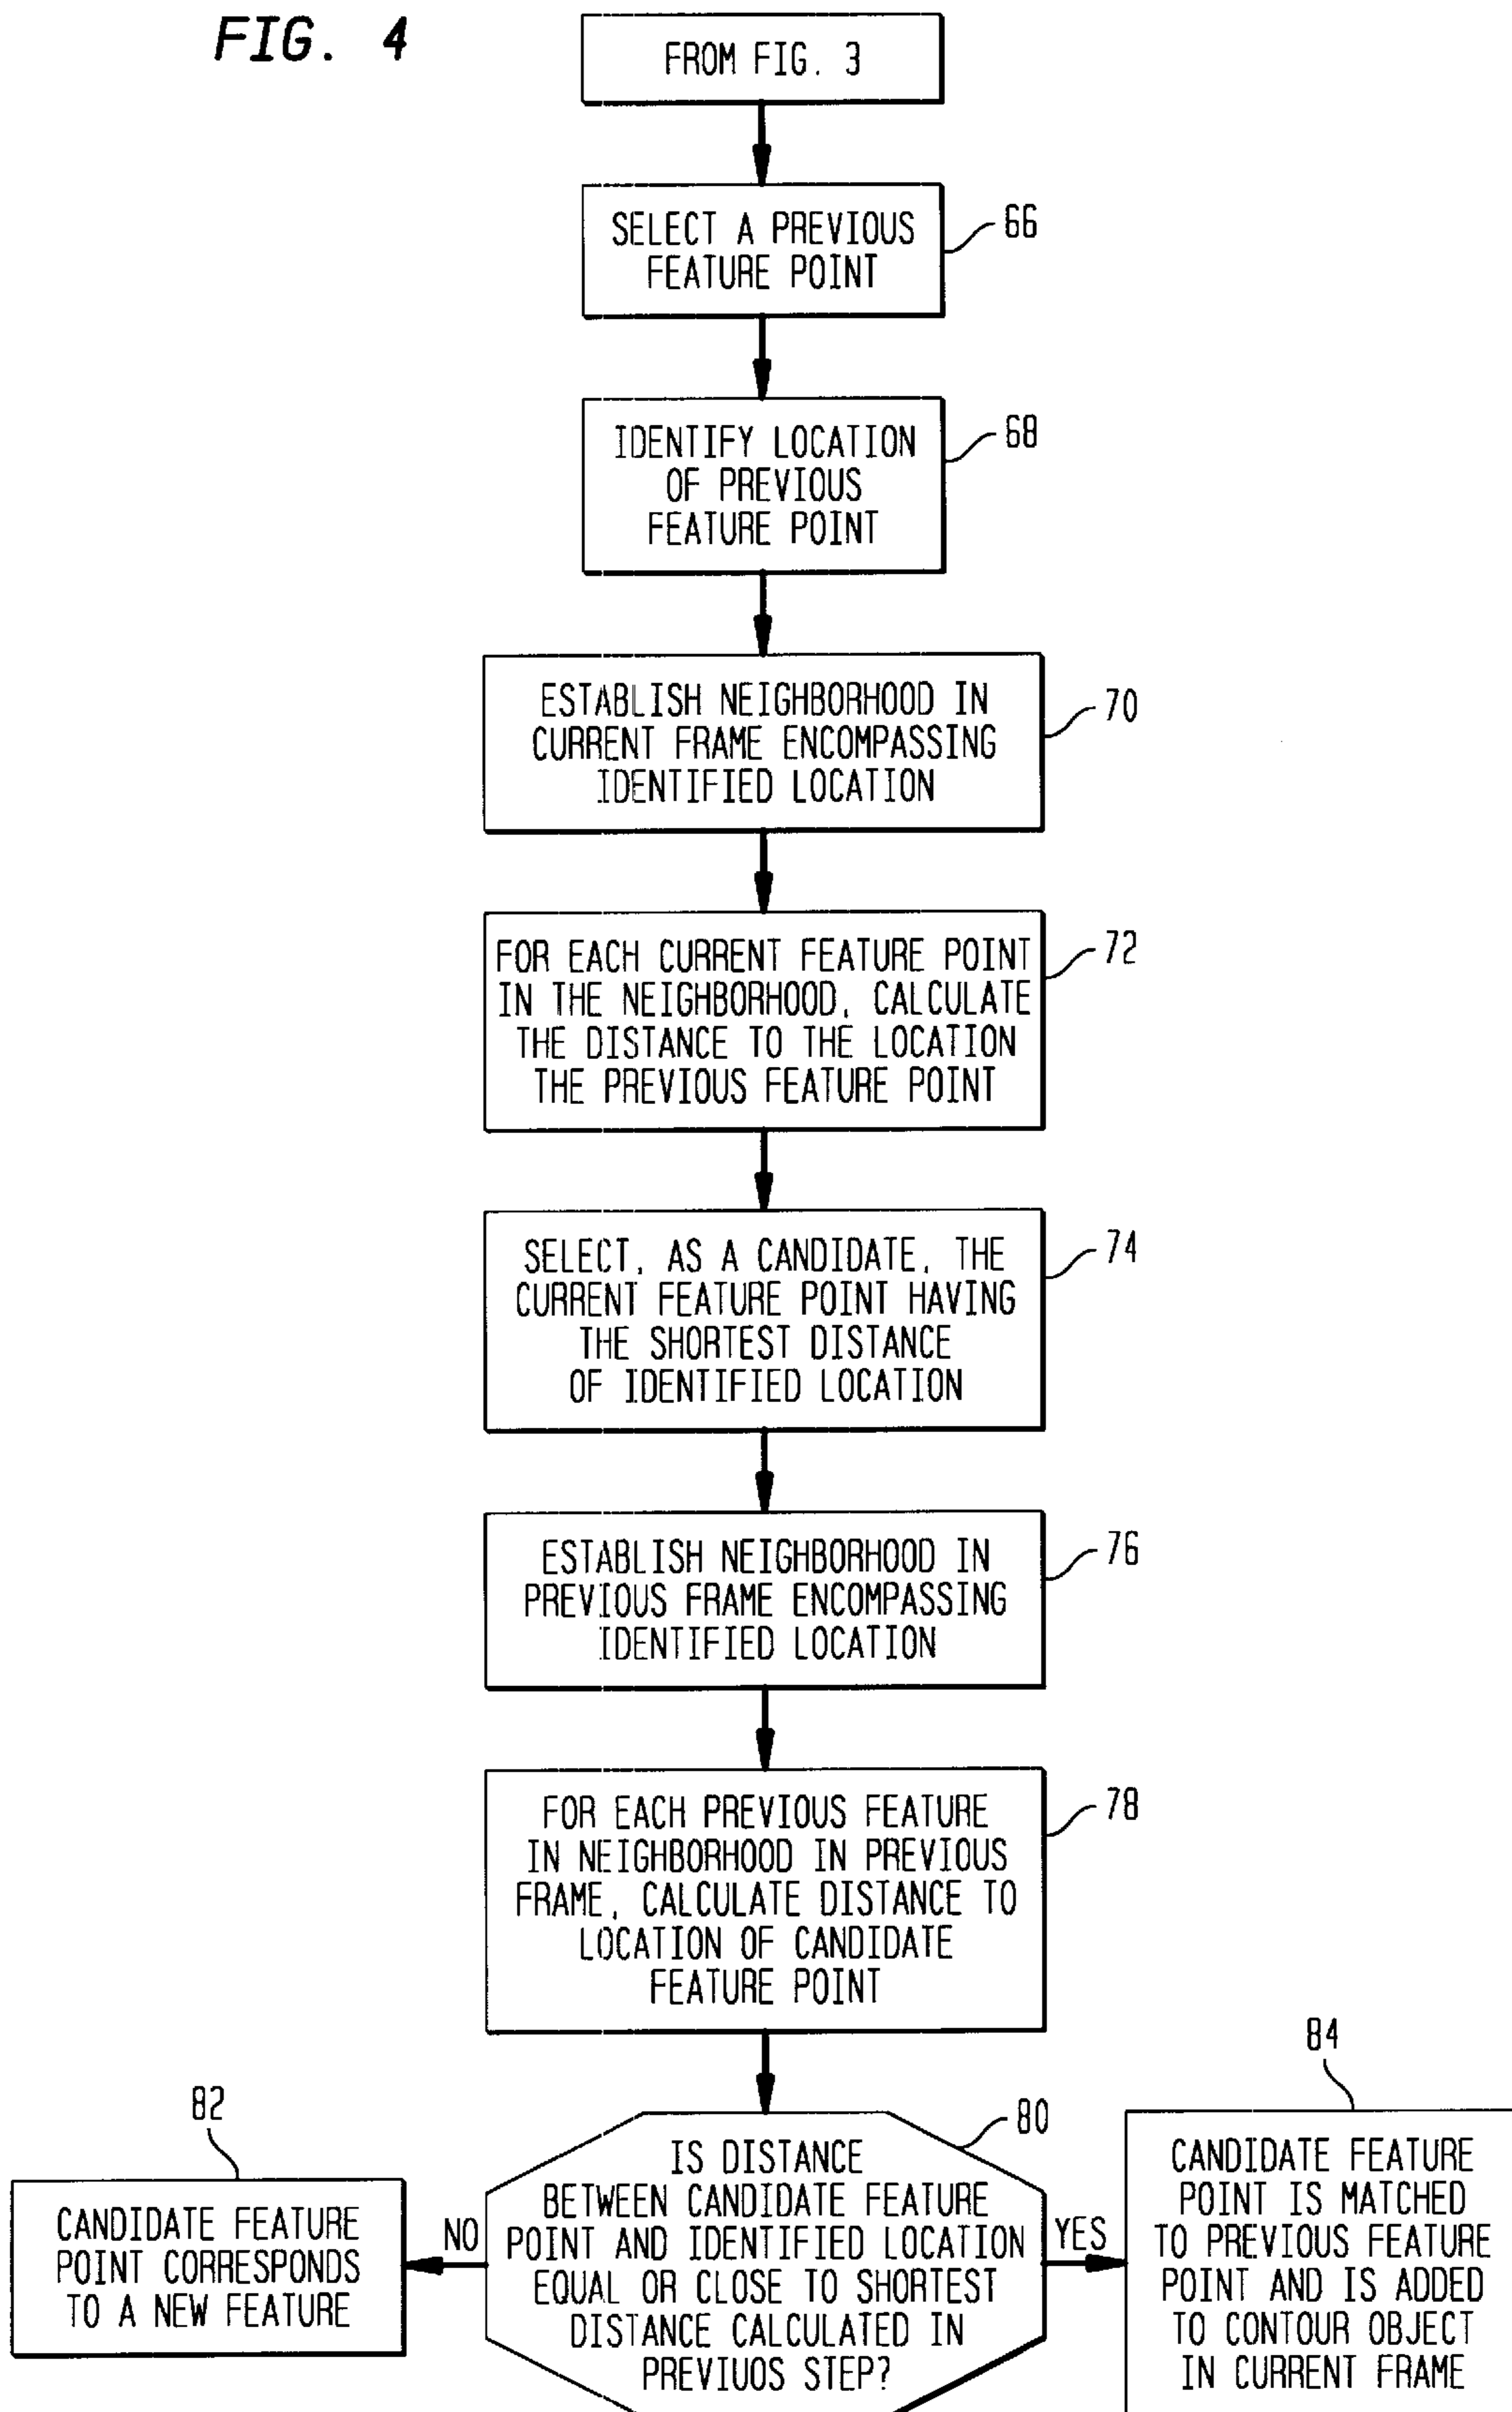 FIG. 4
FROM FIG. 3
SELECT A PREVIOUS
FEATURE POINT
66
IDENTIFY LOCATION
OF PREVIOUS
FEATURE POINT
68
ESTABLISH NEIGHBORHOOD IN
CURRENT FRAME ENCOMPASSING
IDENTIFIED LOCATION
70
FOR EACH CURRENT FEATURE POINT
IN THE NEIGHBORHOOD, CALCULATE
THE DISTANCE TO THE LOCATION
THE PREVIOUS FEATURE POINT
72
SELECT, AS A CANDIDATE, THE
CURRENT FEATURE POINT HAVING
THE SHORTEST DISTANCE
OF IDENTIFIED LOCATION
74
ESTABLISH NEIGHBORHOOD IN
PREVIOUS FRAME ENCOMPASSING
IDENTIFIED LOCATION
76
FOR EACH PREVIOUS FEATURE
IN NEIGHBORHOOD IN PREVIOUS
FRAME, CALCULATE DISTANCE TO
LOCATION OF CANDIDATE
FEATURE POINT
78
80
IS DISTANCE
BETWEEN CANDIDATE FEATURE
POINT AND IDENTIFIED LOCATION
EQUAL OR CLOSE TO SHORTEST
DISTANCE CALCULATED IN
PREVIUOS STEP?
NO
82
CANDIDATE FEATURE
POINT CORRESPONDS
TO A NEW FEATURE
YES
84
CANDIDATE FEATURE
POINT IS MATCHED
TO PREVIOUS FEATURE
POINT AND IS ADDED
TO CONTOUR OBJECT
IN CURRENT FRAME